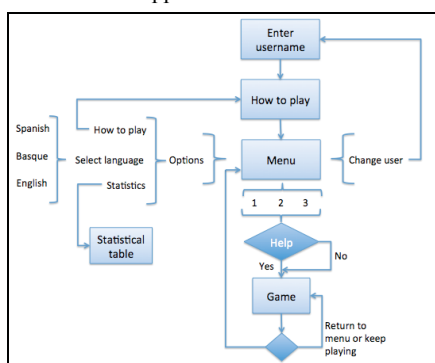 Enter
username
How to play
Spanish
How to play
Basque
Select language
Options
Menu
Change user
English
Statistics
1 2 3
Statistical
table
Help
No
Yes
Game
Return to
menu or keep
playing